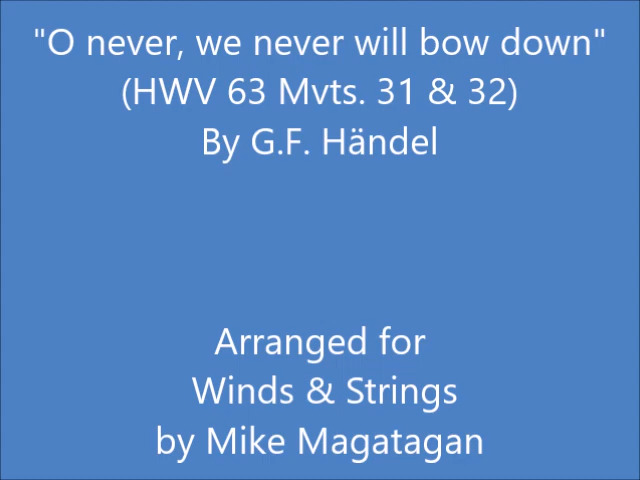 "O never, we never will bow down"
(HWV 63 Mvts. 31 & 32)
By G.F. Händel
Arranged for
Winds & Strings
by Mike Magatagan